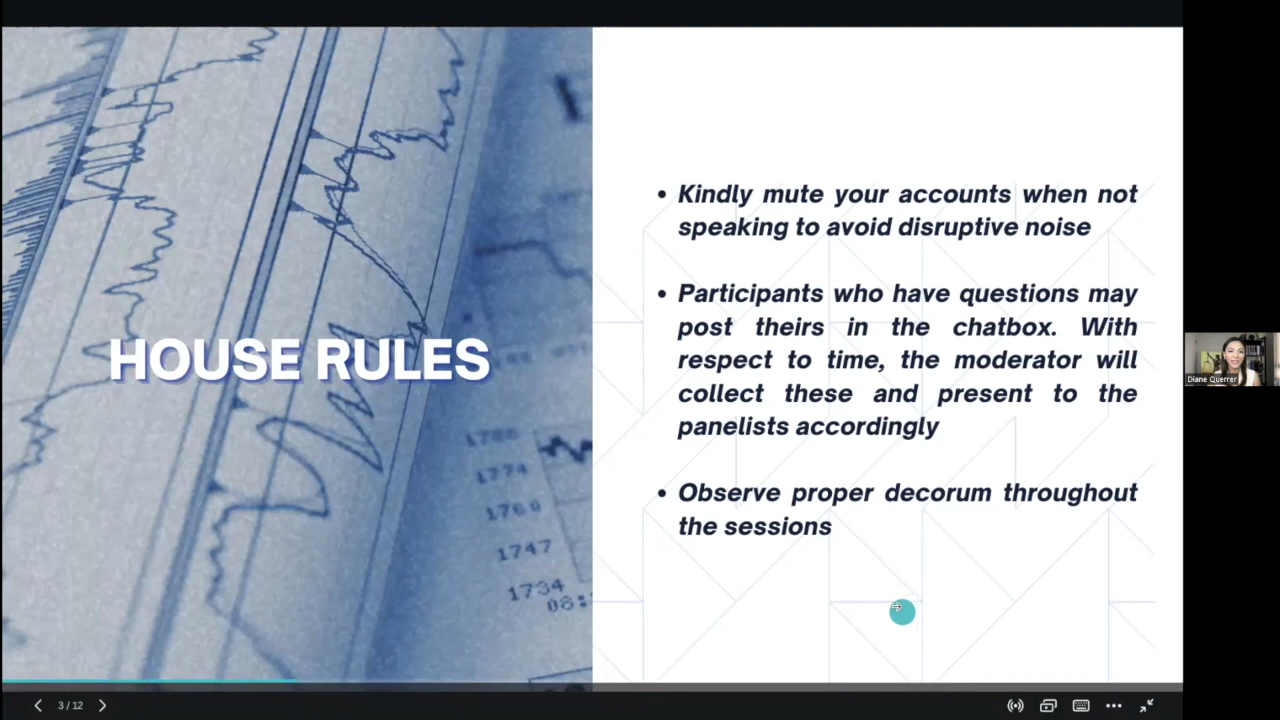 HOUSE RULES
1774
1760
1747
1734
• Kindly mute your accounts when not
speaking to avoid disruptive noise
• Participants who have questions may
post theirs in the chatbox. With
respect to time, the moderator will
collect these and present to the
panelists accordingly
• Observe proper decorum throughout
the sessions
Diane Querrer
3 / 12